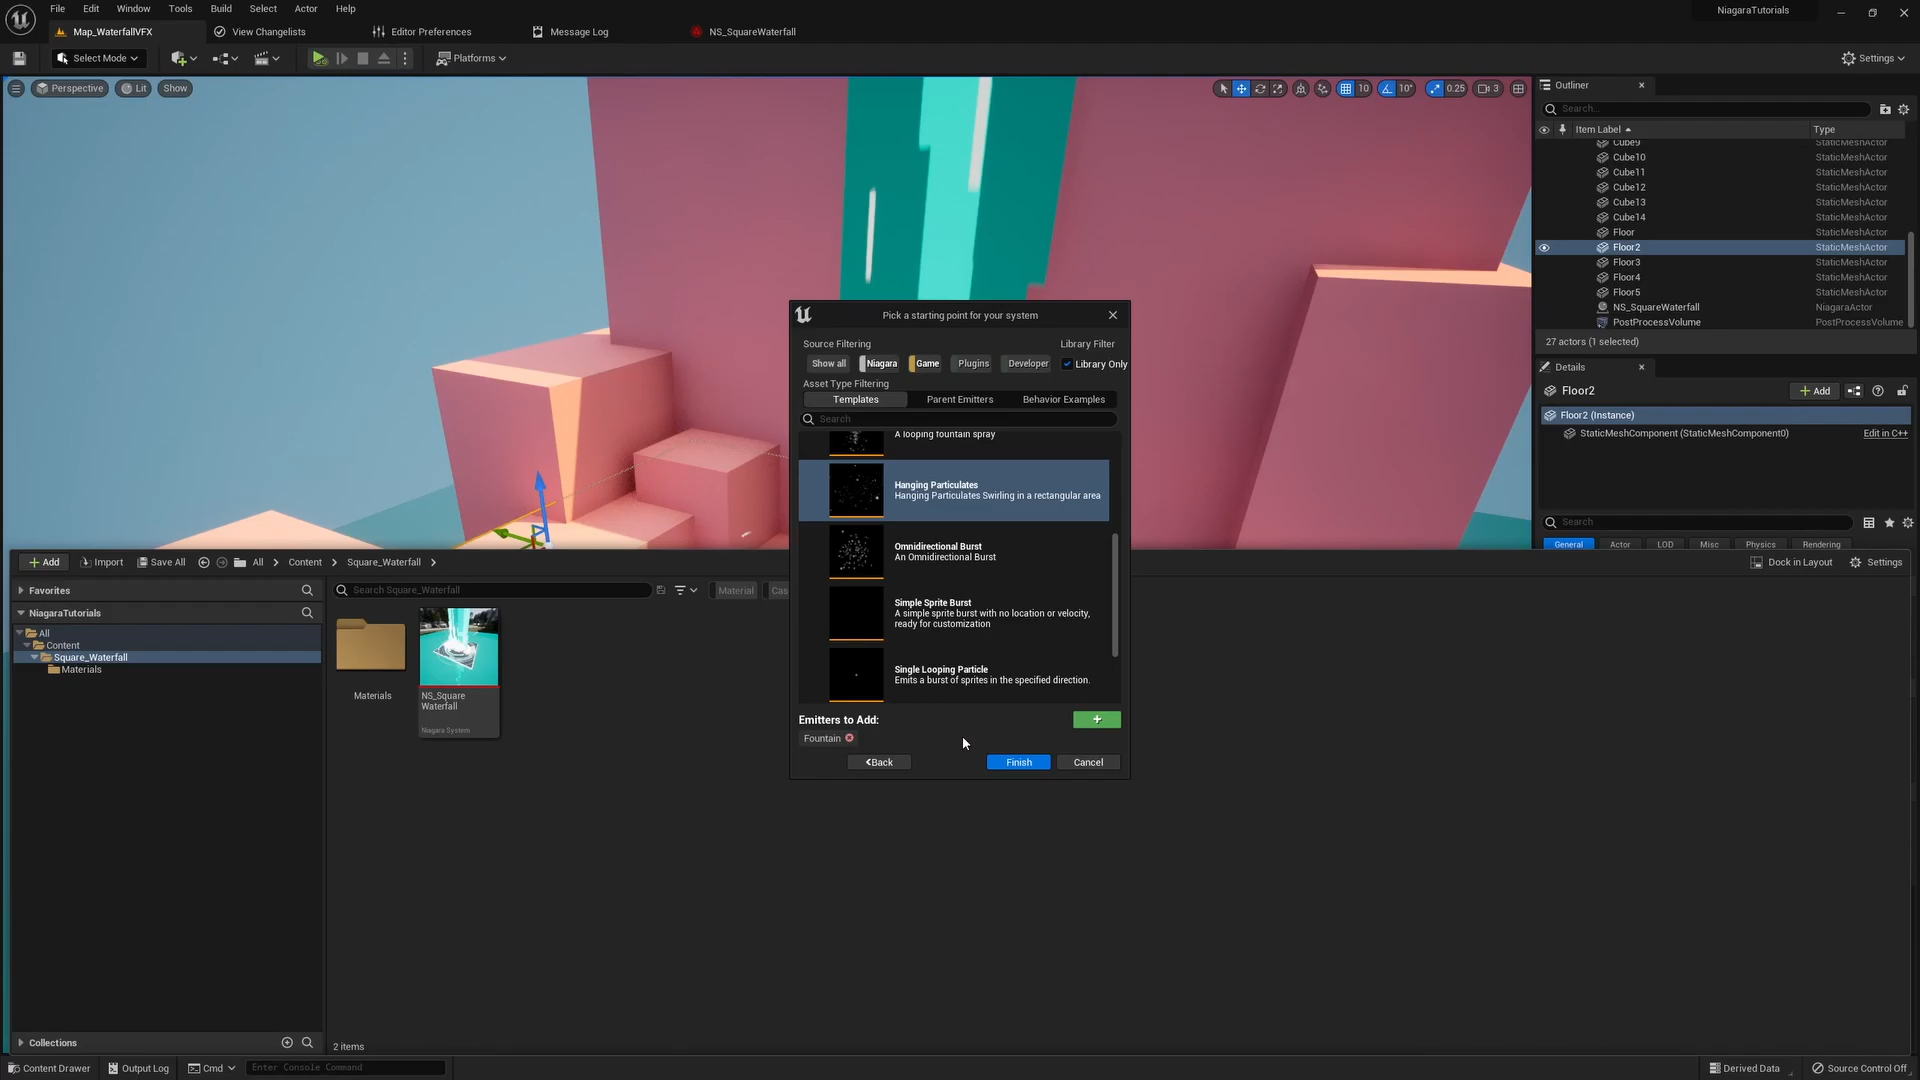 File Edit Window Tools Build Select Actor Help
NiagaraTutorials
Map_WaterfallVFX
View Changelists
Editor Preferences
Message Log
NS_SquareWaterfall
Select Mode
Platforms
Settings
Perspective
Lit
Show
10
10°
0.25
3
Outliner
Search...
Item Label
Type
Cube9 StaticMeshActor
Cube10 StaticMeshActor
Cube11 StaticMeshActor
Cube12 StaticMeshActor
Cube13 StaticMeshActor
Cube14 StaticMeshActor
Floor StaticMeshActor
Floor2 StaticMeshActor
Floor3 StaticMeshActor
Floor4 StaticMeshActor
Floor5 StaticMeshActor
NS_SquareWaterfall NiagaraActor
PostProcessVolume PostProcessVolume
27 actors (1 selected)
Details
Floor2
+ Add
Floor2 (Instance)
StaticMeshComponent (StaticMeshComponent0)
Edit in C++
Search
General Actor LOD Misc Physics Rendering
Pick a starting point for your system
Source Filtering
Library Filter
Show all
Niagara
Game
Plugins
Developer
Library Only
Asset Type Filtering
Templates
Parent Emitters
Behavior Examples
Search
A looping fountain spray
Hanging Particulates
Hanging Particulates Swirling in a rectangular area
Omnidirectional Burst
An Omnidirectional Burst
Simple Sprite Burst
A simple sprite burst with no location or velocity,
ready for customization
Single Looping Particle
Emits a burst of sprites in the specified direction.
Emitters to Add:
+
Fountain
Back
Finish
Cancel
+ Add
Import
Save All
All
Content
Square_Waterfall
Dock in Layout
Settings
Favorites
NiagaraTutorials
All
Content
Square_Waterfall
Materials
Collections
Search Square_Waterfall
Material
Materials
NS_Square
Waterfall
Niagara System
2 items
Content Drawer
Output Log
Cmd
Enter Console Command
Derived Data
Source Control Off